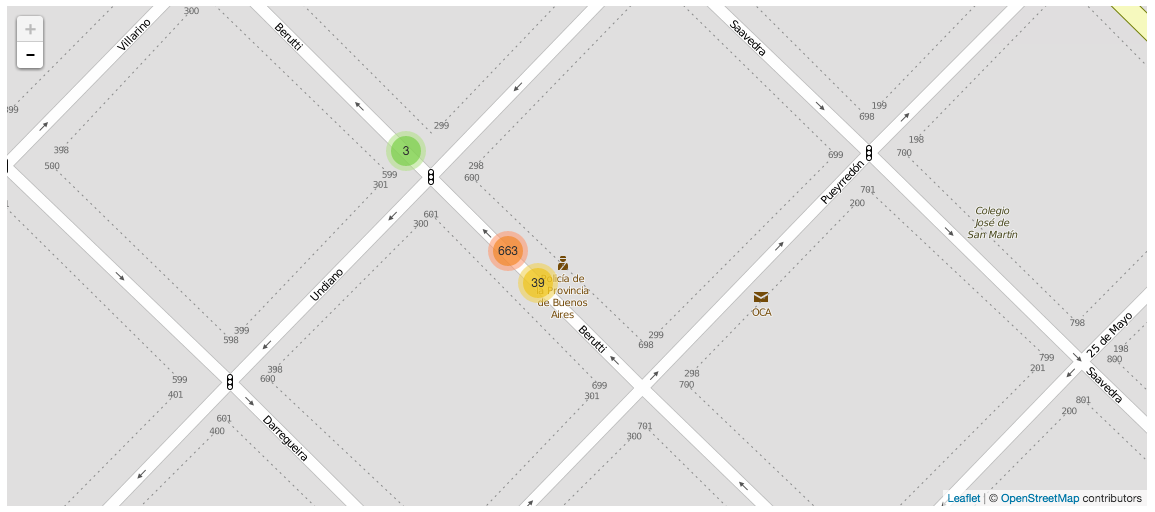 +
-
Villarino
300
Berutti
Saavedra
399
398
500
299
3
599
301
298
600
199
698
198
699
700
Pueyrredón
701
200
Colegio
José de
San Martín
601
300
663
39
Policía de
la Provincia
de Buenos
Aires
OCA
Undiano
399
598
Berutti
299
698
798
25 de Mayo
198
800
799
201
398
600
599
401
699
301
298
700
Saavedra
801
200
601
400
Darregueira
701
300
Leaflet | © OpenStreetMap contributors